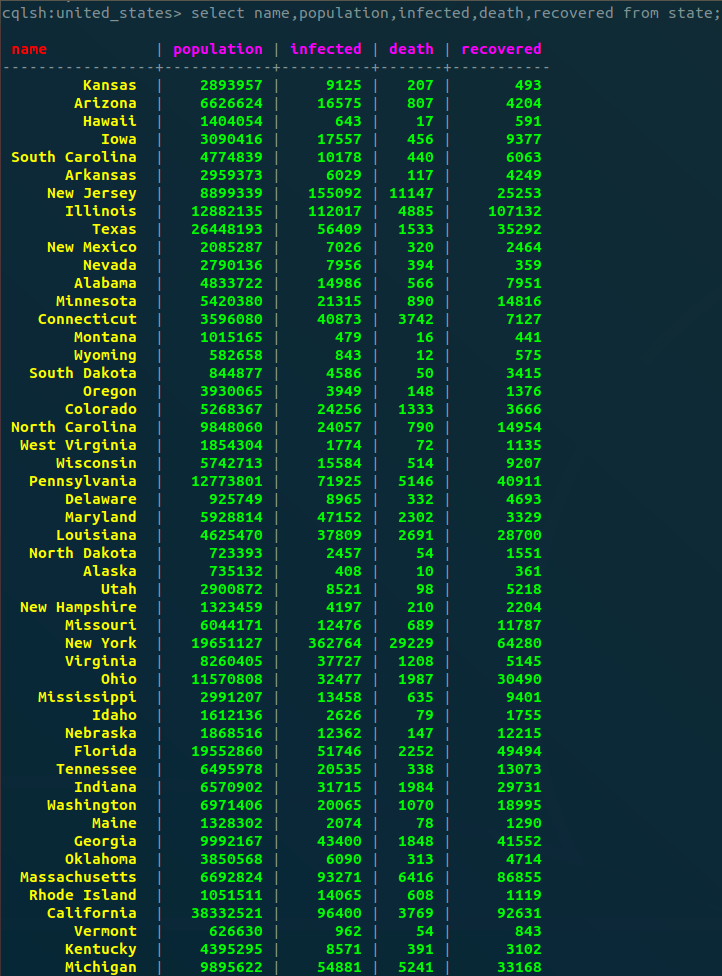 cqlsh:united_states> select name,population,infected,death,recovered from state;
name | population | infected | death | recovered
----------------+------------+----------+-------+-----------
Kansas | 2893957 | 9125 | 207 | 493
Arizona | 6626624 | 16575 | 807 | 4204
Hawaii | 1404054 | 643 | 17 | 591
Iowa | 3090416 | 17557 | 456 | 9377
South Carolina | 4774839 | 10178 | 440 | 6063
Arkansas | 2959373 | 6029 | 117 | 4249
New Jersey | 8899339 | 155092 | 11147 | 25253
Illinois | 12882135 | 112017 | 4885 | 107132
Texas | 26448193 | 56409 | 1533 | 35292
New Mexico | 2085287 | 7026 | 320 | 2464
Nevada | 2790136 | 7956 | 394 | 359
Alabama | 4833722 | 14986 | 566 | 7951
Minnesota | 5420380 | 21315 | 890 | 14816
Connecticut | 3596080 | 40873 | 3742 | 7127
Montana | 1015165 | 479 | 16 | 441
Wyoming | 582658 | 843 | 12 | 575
South Dakota | 844877 | 4586 | 50 | 3415
Oregon | 3930065 | 3949 | 148 | 1376
Colorado | 5268367 | 24256 | 1333 | 3666
North Carolina | 9848060 | 24057 | 790 | 14954
West Virginia | 1854304 | 1774 | 72 | 1135
Wisconsin | 5742713 | 15584 | 514 | 9207
Pennsylvania | 12773801 | 71925 | 5146 | 40911
Delaware | 925749 | 8965 | 332 | 4693
Maryland | 5928814 | 47152 | 2302 | 3329
Louisiana | 4625470 | 37809 | 2691 | 28700
North Dakota | 723393 | 2457 | 54 | 1551
Alaska | 735132 | 408 | 10 | 361
Utah | 2900872 | 8521 | 98 | 5218
New Hampshire | 1323459 | 4197 | 210 | 2204
Missouri | 6044171 | 12476 | 689 | 11787
New York | 19651127 | 362764 | 29229 | 64280
Virginia | 8260405 | 37727 | 1208 | 5145
Ohio | 11570808 | 32477 | 1987 | 30490
Mississippi | 2991207 | 13458 | 635 | 9401
Idaho | 1612136 | 2626 | 79 | 1755
Nebraska | 1868516 | 12362 | 147 | 12215
Florida | 19552860 | 51746 | 2252 | 49494
Tennessee | 6495978 | 20535 | 338 | 13073
Indiana | 6570902 | 31715 | 1984 | 29731
Washington | 6971406 | 20065 | 1070 | 18995
Maine | 1328302 | 2074 | 78 | 1290
Georgia | 9992167 | 43400 | 1848 | 41552
Oklahoma | 3850568 | 6090 | 313 | 4714
Massachusetts | 6692824 | 93271 | 6416 | 86855
Rhode Island | 1051511 | 14065 | 608 | 1119
California | 38332521 | 96400 | 3769 | 92631
Vermont | 626630 | 962 | 54 | 843
Kentucky | 4395295 | 8571 | 391 | 3102
Michigan | 9895622 | 54881 | 5241 | 33168